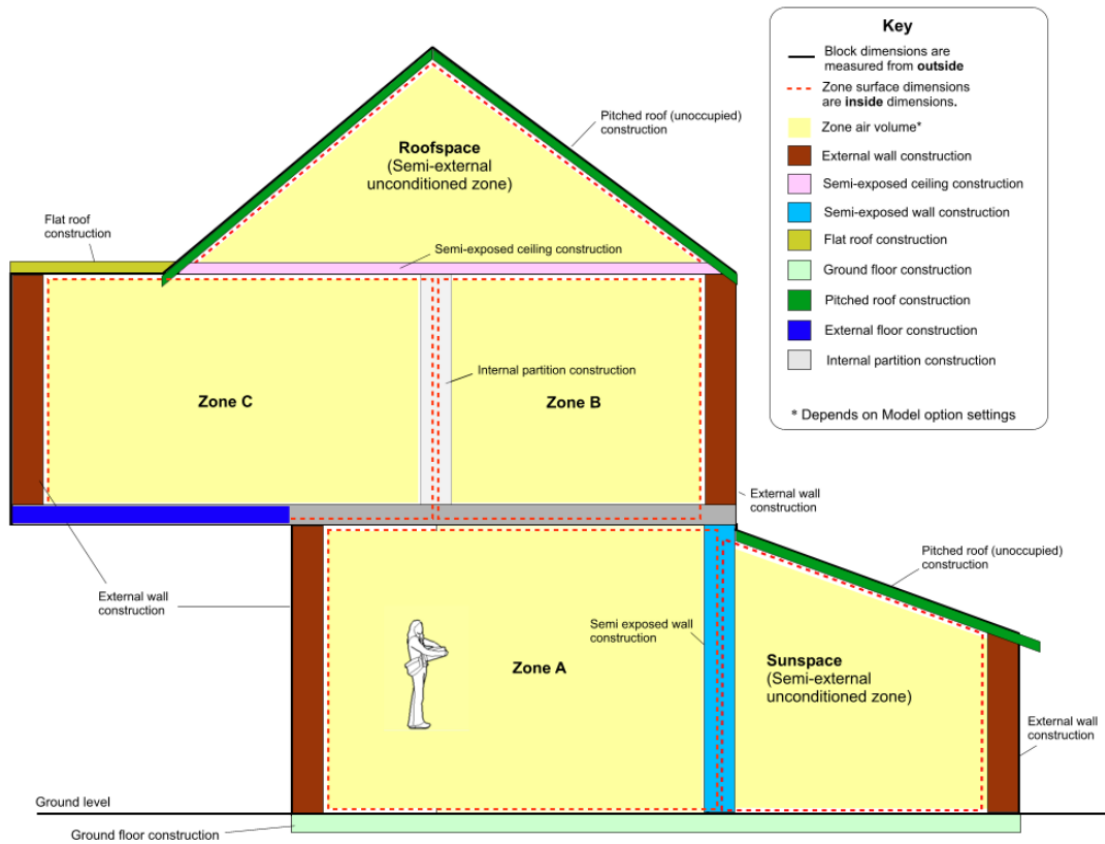 Key
Block dimensions are
measured from outside
Zone surface dimensions
are inside dimensions.
Zone air volume*
External wall construction
Semi-exposed ceiling construction
Semi-exposed wall construction
Flat roof construction
Ground floor construction
Pitched roof construction
External floor construction
Internal partition construction
* Depends on Model option settings
Pitched roof (unoccupied)
construction
Roofspace
(Semi-external
unconditioned zone)
Flat roof
construction
Semi-exposed ceiling construction
Internal partition construction
Zone C
Zone B
External wall
construction
Pitched roof (unoccupied)
construction
External wall
construction
Semi exposed wall
construction
Zone A
Sunspace
(Semi-external
unconditioned zone)
External wall
construction
Ground level
Ground floor construction